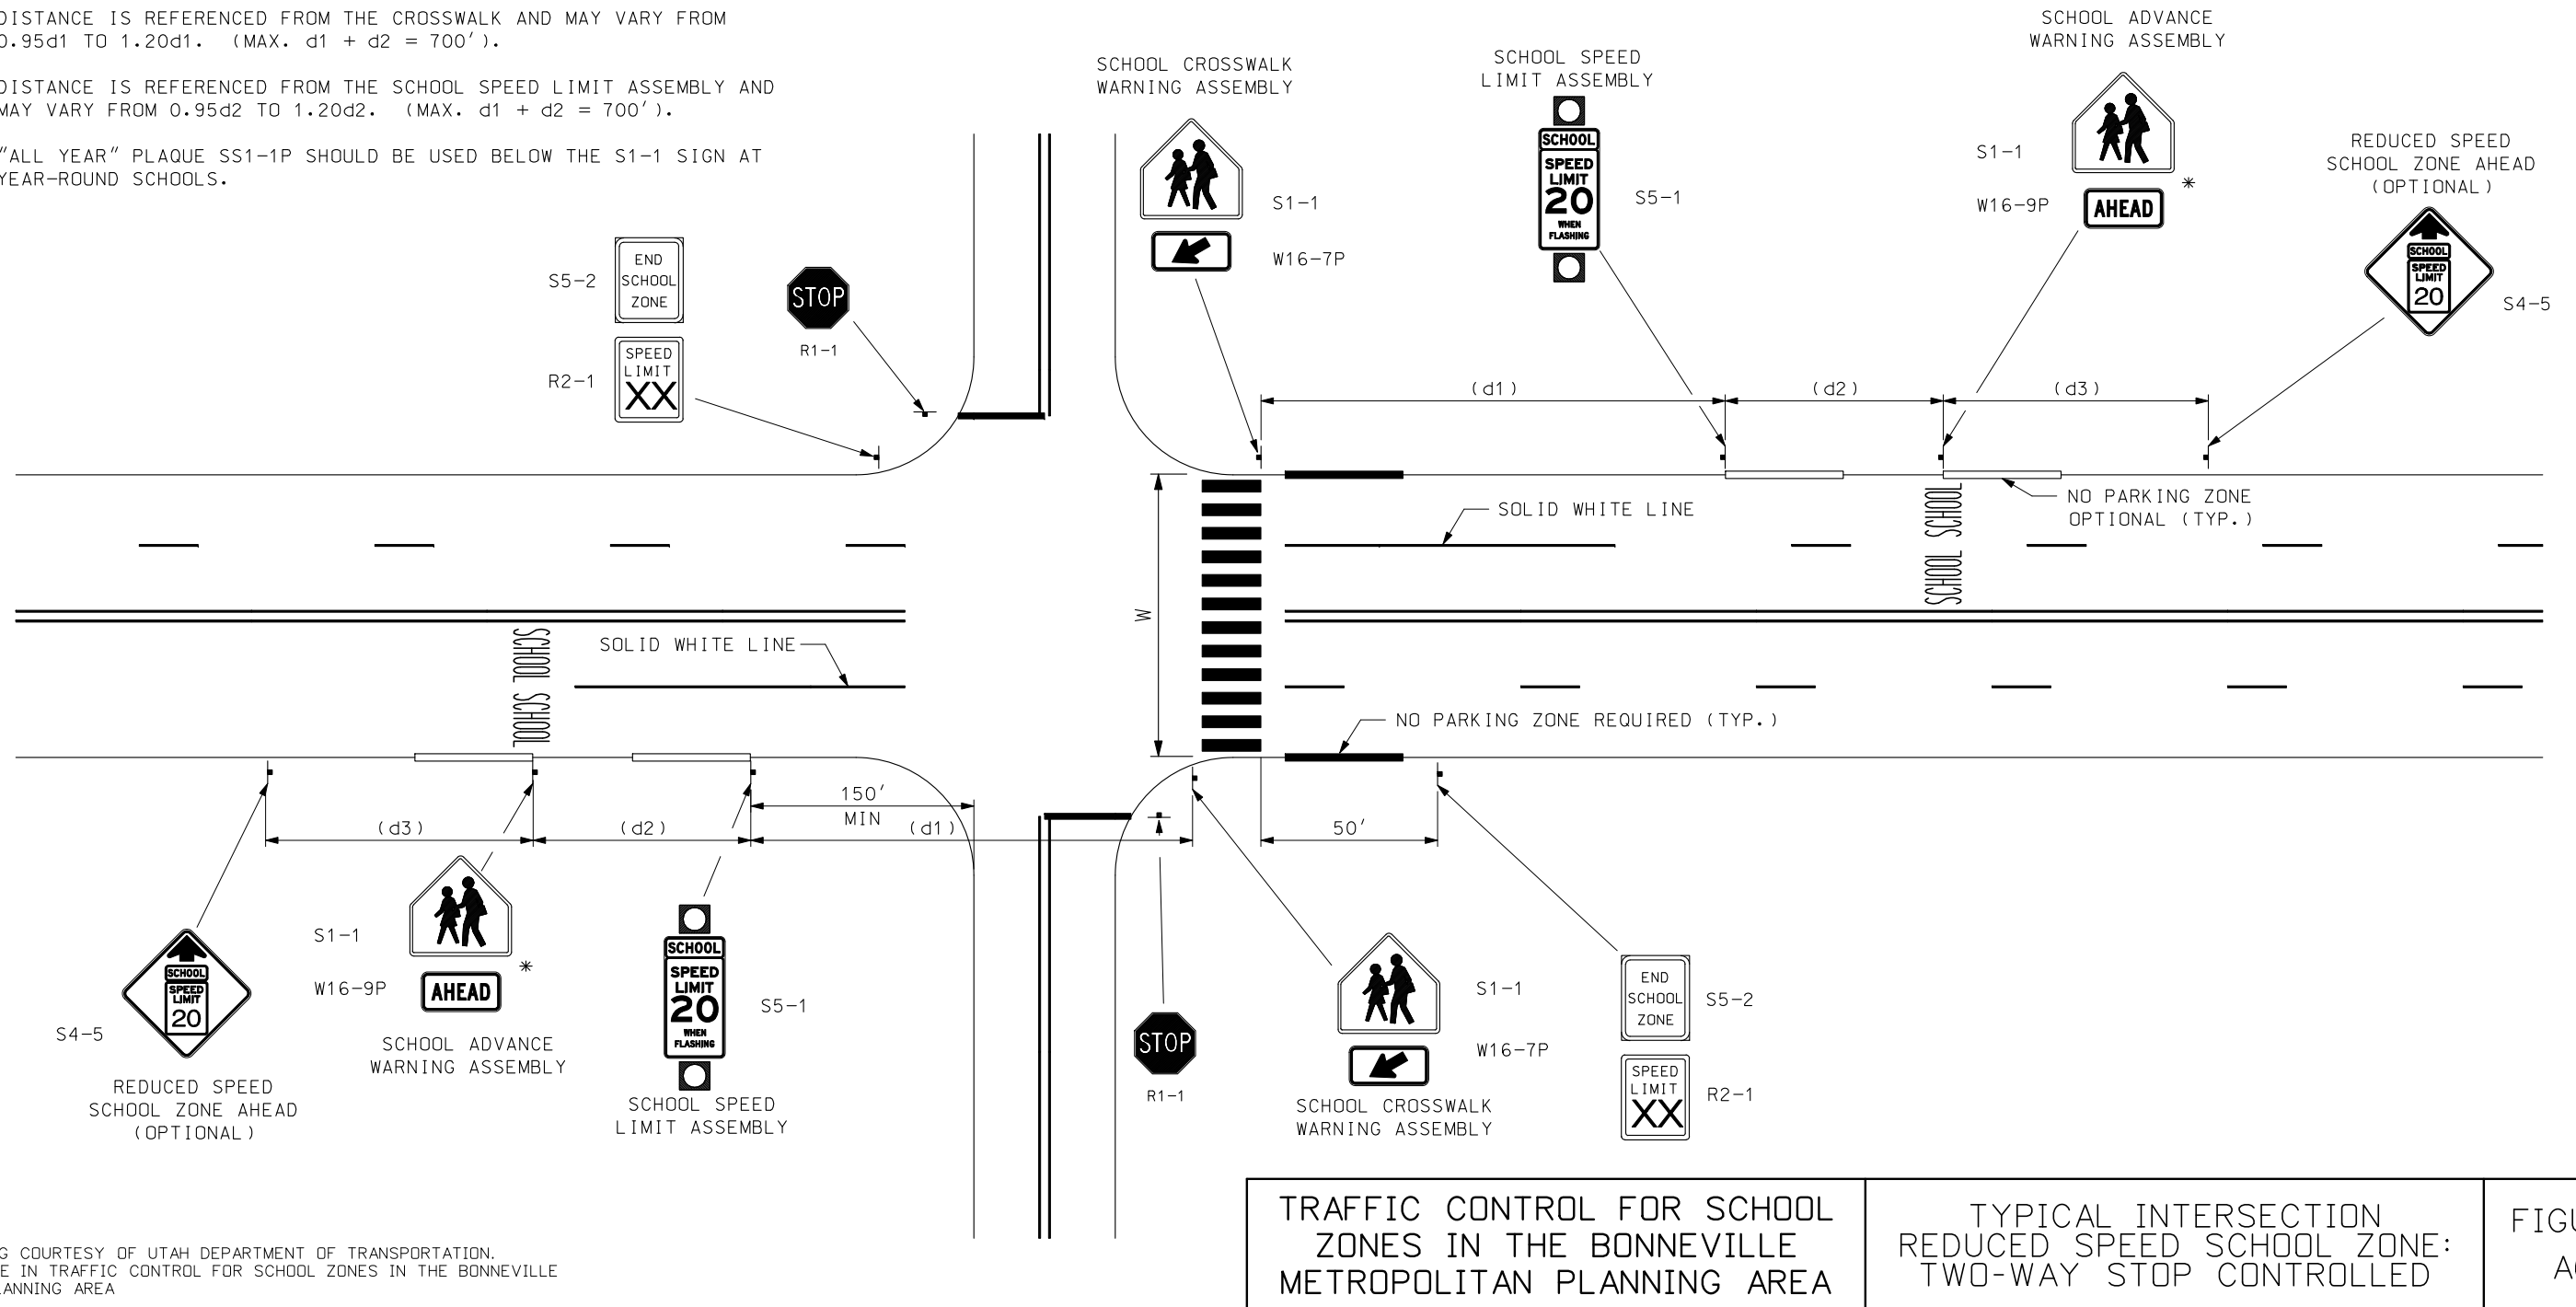 DISTANCE IS REFERENCED FROM THE CROSSWALK AND MAY VARY FROM
0.95d1 TO 1.20d1. (MAX. d1 + d2 = 700').
DISTANCE IS REFERENCED FROM THE SCHOOL SPEED LIMIT ASSEMBLY AND
MAY VARY FROM 0.95d2 TO 1.20d2. (MAX. d1 + d2 = 700').
"ALL YEAR" PLAQUE SS1-1P SHOULD BE USED BELOW THE S1-1 SIGN AT
YEAR-ROUND SCHOOLS.
SCHOOL CROSSWALK
WARNING ASSEMBLY
S1-1
W16-7P
SCHOOL SPEED
LIMIT ASSEMBLY
SCHOOL
SPEED
LIMIT
20
WHEN
FLASHING
S5-1
SCHOOL ADVANCE
WARNING ASSEMBLY
S1-1
*
W16-9P
AHEAD
REDUCED SPEED
SCHOOL ZONE AHEAD
(OPTIONAL)
SCHOOL
SPEED
LIMIT
20
S4-5
S5-2
END
SCHOOL
ZONE
R2-1
SPEED
LIMIT
XX
STOP
R1-1
(d1)
(d2)
(d3)
SOLID WHITE LINE
SCHOOL SCHOOL
NO PARKING ZONE
OPTIONAL (TYP.)
W
SCHOOL SCHOOL
SOLID WHITE LINE
NO PARKING ZONE REQUIRED (TYP.)
150'
MIN
(d3)
(d2)
(d1)
50'
S4-5
SCHOOL
SPEED
LIMIT
20
REDUCED SPEED
SCHOOL ZONE AHEAD
(OPTIONAL)
S1-1
*
W16-9P
AHEAD
SCHOOL ADVANCE
WARNING ASSEMBLY
SCHOOL
SPEED
LIMIT
20
WHEN
FLASHING
S5-1
SCHOOL SPEED
LIMIT ASSEMBLY
STOP
R1-1
S1-1
W16-7P
SCHOOL CROSSWALK
WARNING ASSEMBLY
END
SCHOOL
ZONE
S5-2
SPEED
LIMIT
XX
R2-1
COURTESY OF UTAH DEPARTMENT OF TRANSPORTATION.
IN TRAFFIC CONTROL FOR SCHOOL ZONES IN THE BONNEVILLE
AREA
TRAFFIC CONTROL FOR SCHOOL
ZONES IN THE BONNEVILLE
METROPOLITAN PLANNING AREA
TYPICAL INTERSECTION
REDUCED SPEED SCHOOL ZONE:
TWO-WAY STOP CONTROLLED